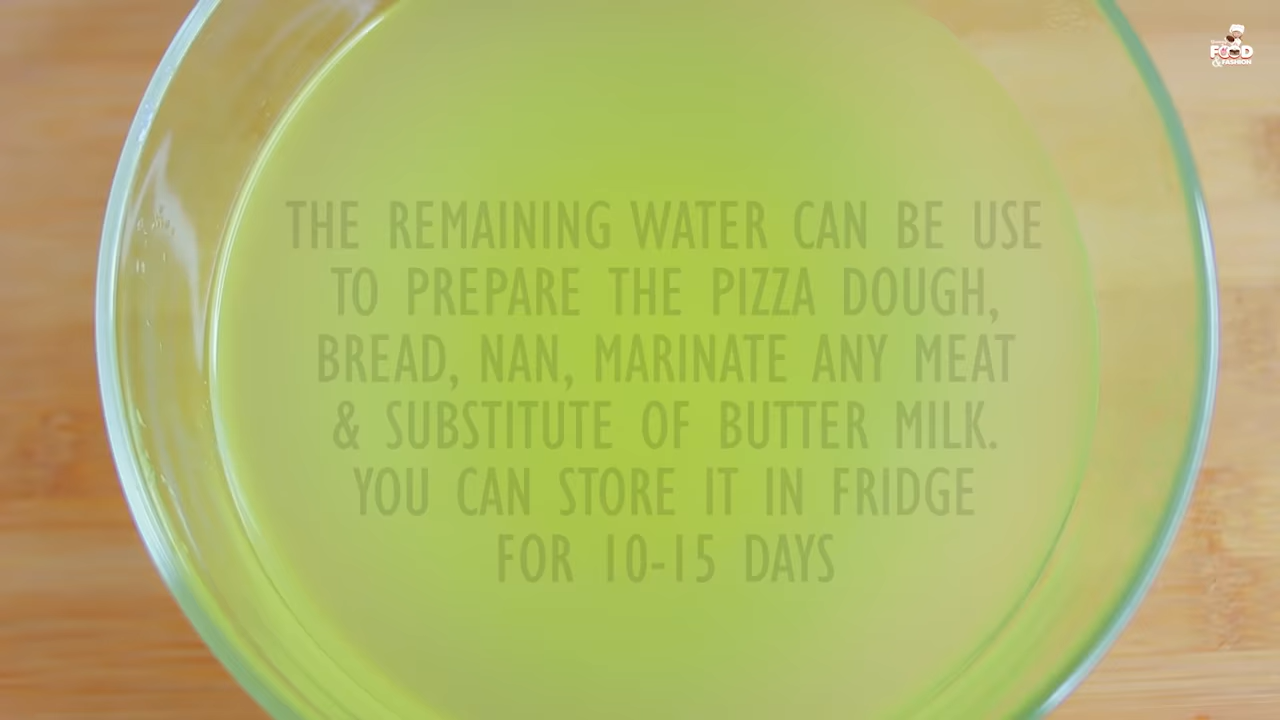 FOOD
& FASHION
THE REMAINING WATER CAN BE USE
TO PREPARE THE PIZZA DOUGH,
BREAD, NAN, MARINATE ANY MEAT
& SUBSTITUTE OF BUTTER MILK.
YOU CAN STORE IT IN FRIDGE
FOR 10-15 DAYS